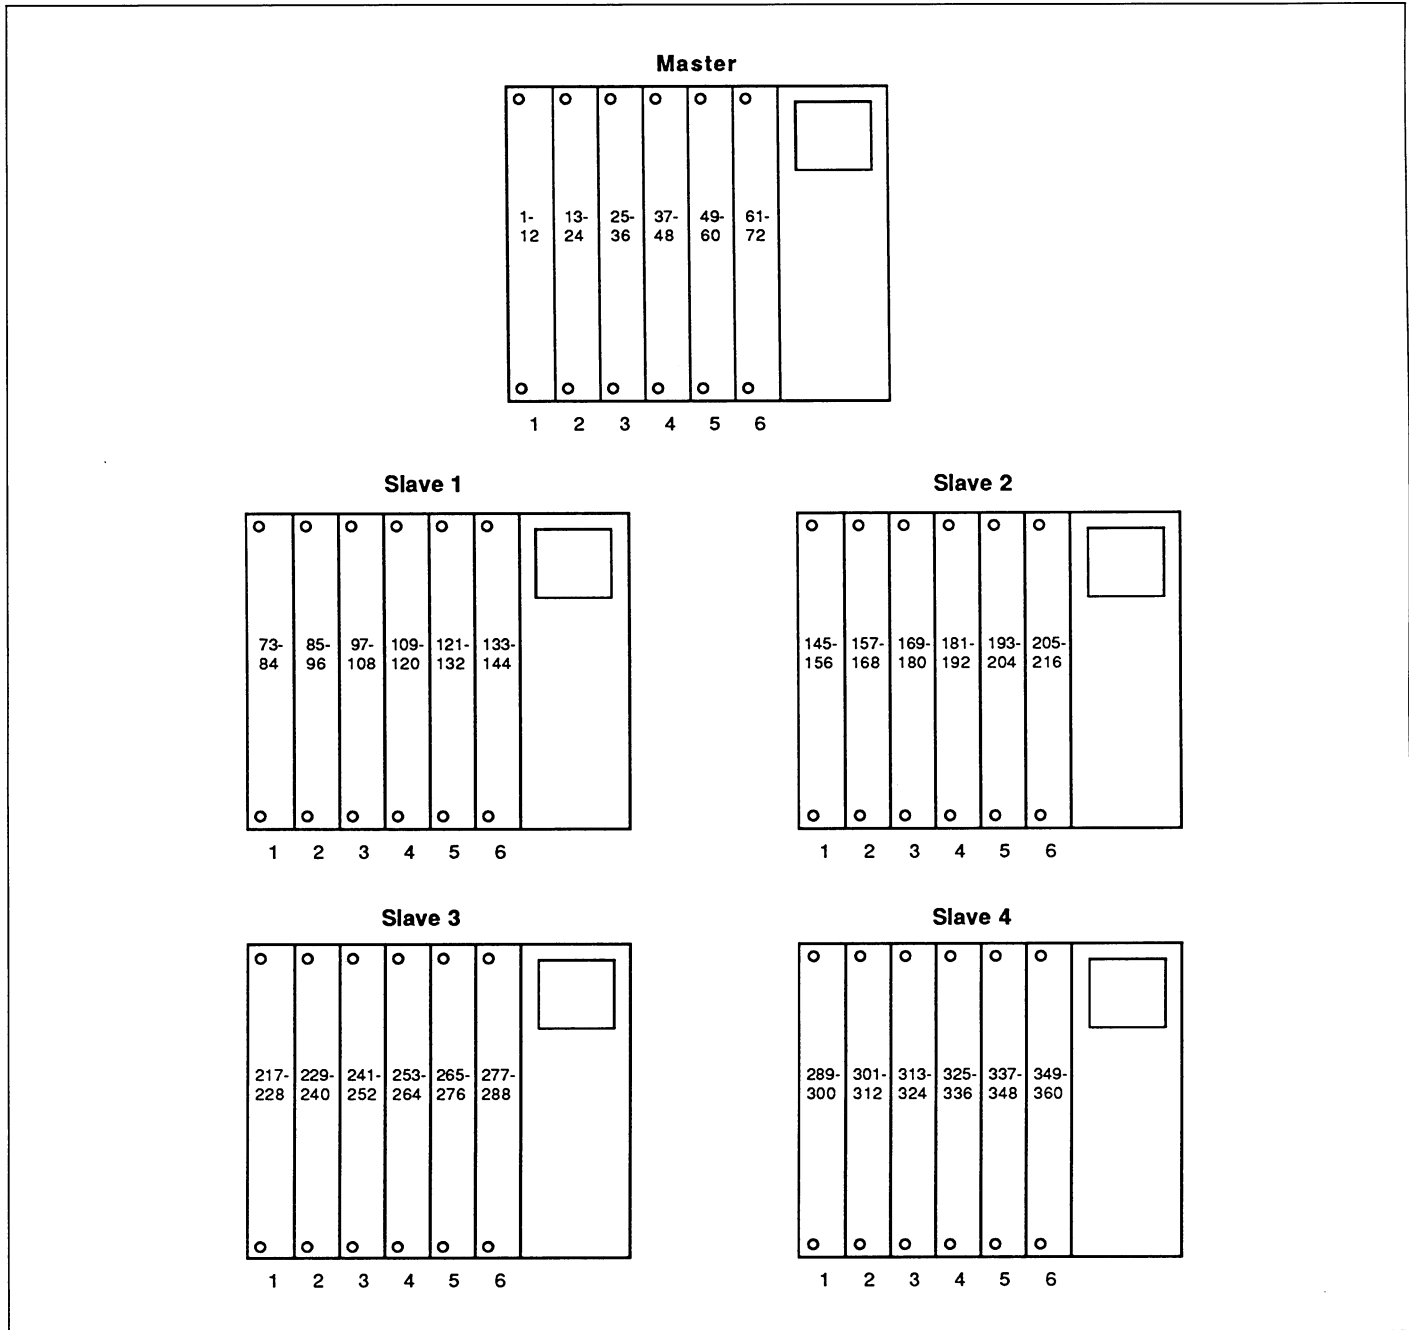 Master
1- 13- 25- 37- 49- 61-
12 24 36 48 60 72
1 2 3 4 5 6
Slave 1
73- 85- 97- 109- 121- 133-
84 96 108 120 132 144
1 2 3 4 5 6
Slave 2
145- 157- 169- 181- 193- 205-
156 168 180 192 204 216
1 2 3 4 5 6
Slave 3
217- 229- 241- 253- 265- 277-
228 240 252 264 276 288
1 2 3 4 5 6
Slave 4
289- 301- 313- 325- 337- 349-
300 312 324 336 348 360
1 2 3 4 5 6